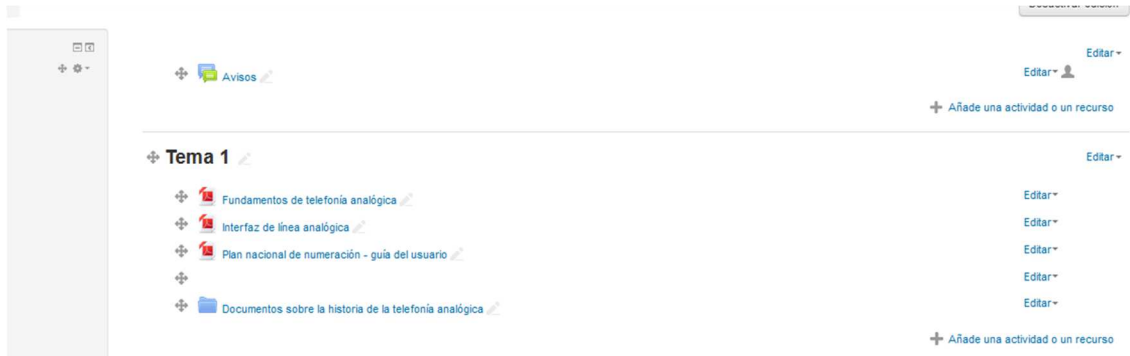 Editar
Avisos
Editar
Añade una actividad o un recurso
Tema 1
Editar
Fundamentos de telefonía analógica
Editar
Interfaz de línea analógica
Editar
Plan nacional de numeración - guía del usuario
Editar
Editar
Documentos sobre la historia de la telefonía analógica
Editar
Añade una actividad o un recurso